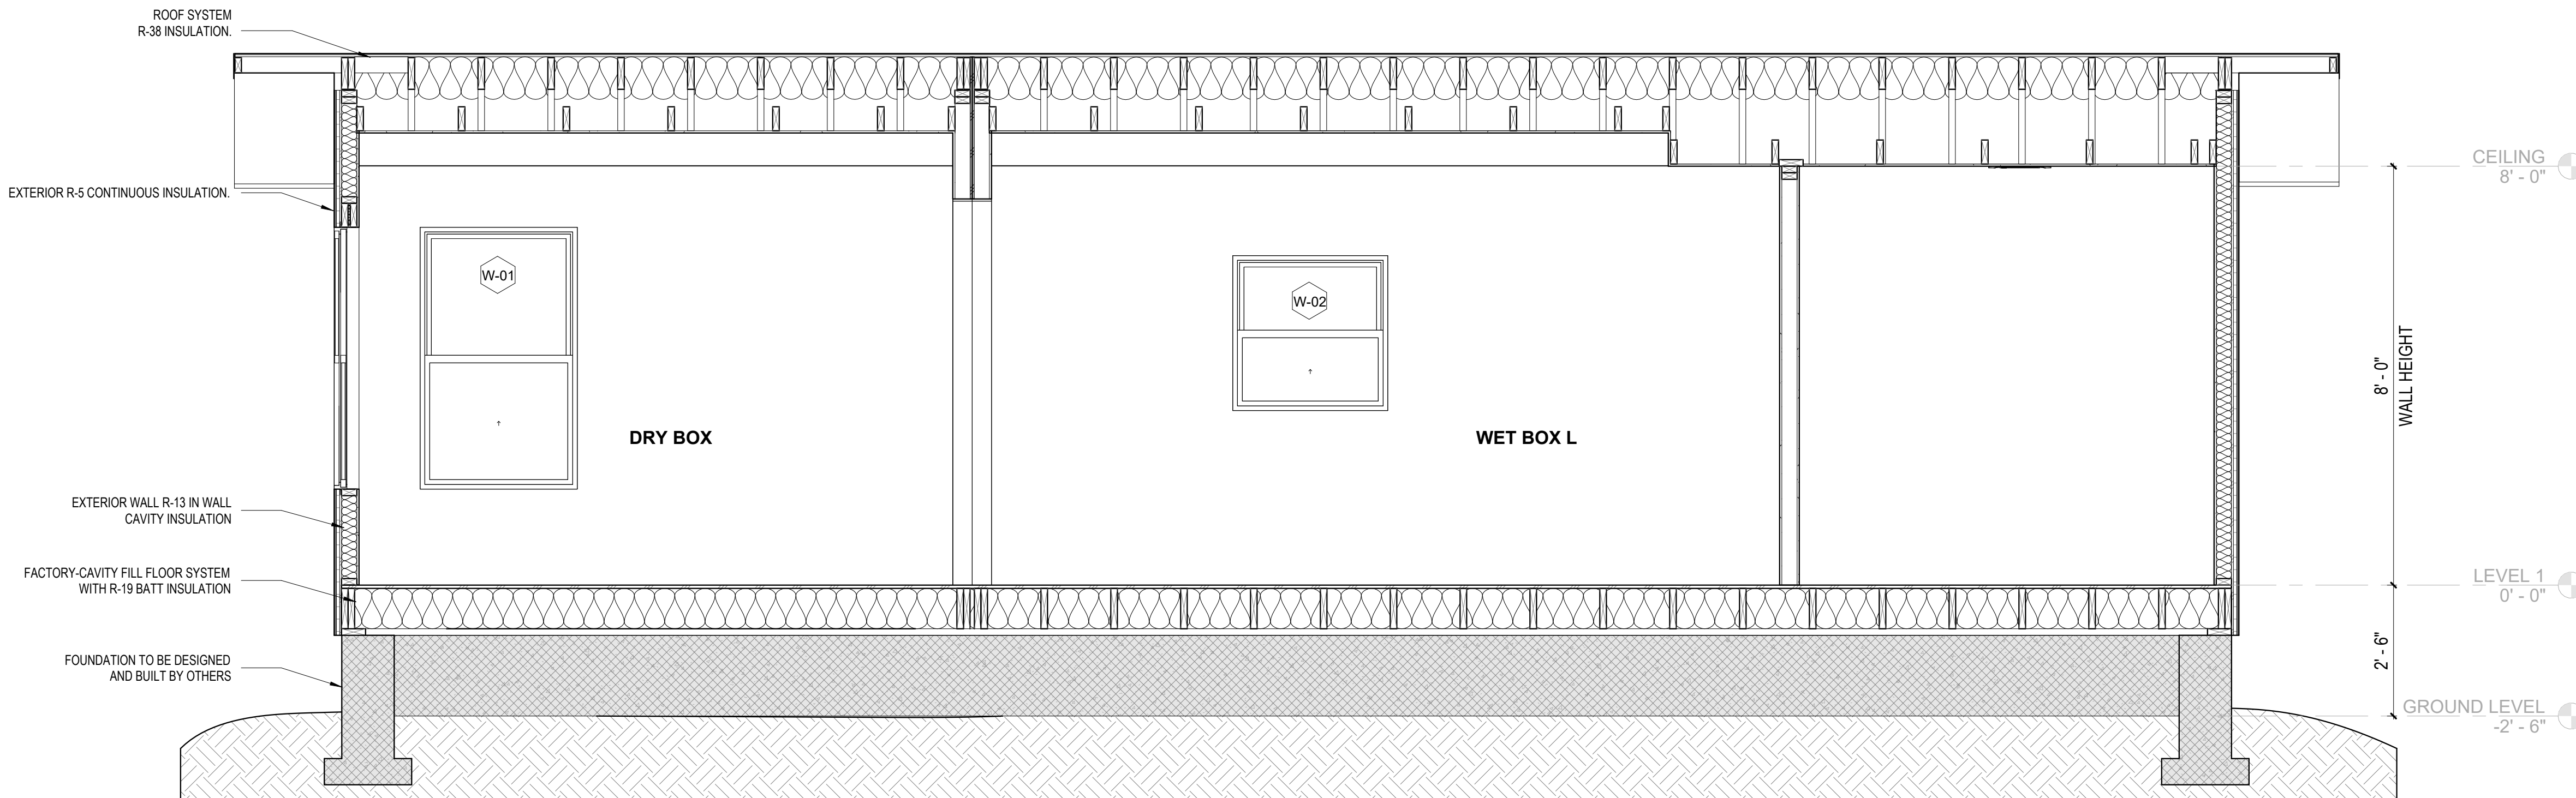 ROOF SYSTEM
R-38 INSULATION.
EXTERIOR R-5 CONTINUOUS INSULATION.
EXTERIOR WALL R-13 IN WALL
CAVITY INSULATION
FACTORY-CAVITY FILL FLOOR SYSTEM
WITH R-19 BATT INSULATION
FOUNDATION TO BE DESIGNED
AND BUILT BY OTHERS
W-01
DRY BOX
W-02
WET BOX L
8' - 0"
WALL HEIGHT
2' - 6"
CEILING
8' - 0"
LEVEL 1
0' - 0"
GROUND LEVEL
-2' - 6"